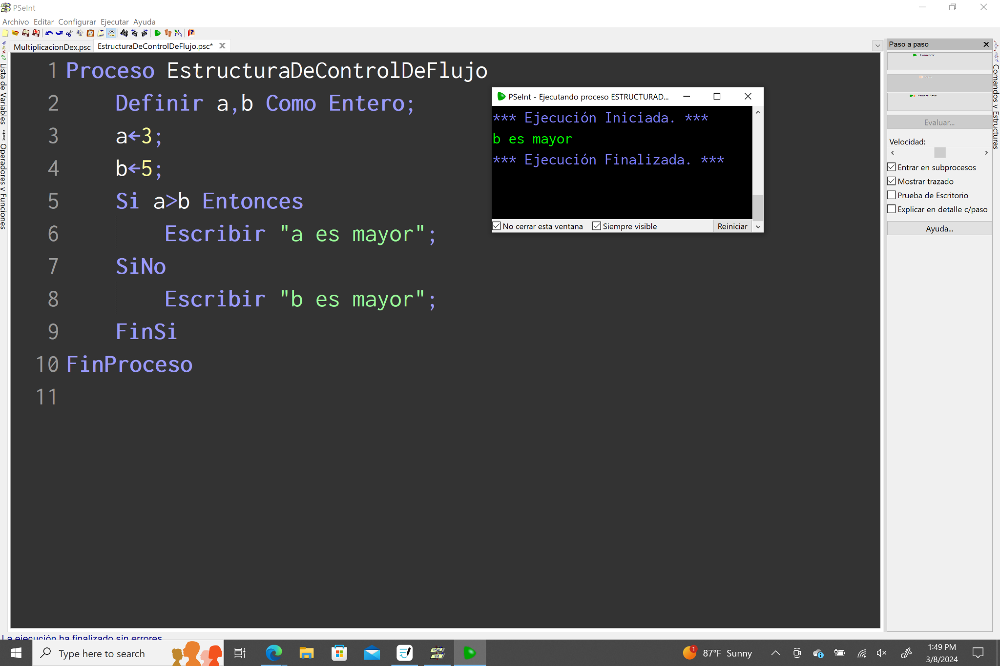 PSeInt
Archivo Editar Configurar Ejecutar Ayuda
MultiplicacionDex.psc EstructuraDeControlDeFlujo.psc*
Lista de Variables
Operadores y Funciones
1 Proceso EstructuraDeControlDeFlujo
2 Definir a,b Como Entero;
3 a←3;
4 b←5;
5 Si a>b Entonces
6 Escribir "a es mayor";
7 SiNo
8 Escribir "b es mayor";
9 FinSi
10 FinProceso
11
PSeInt - Ejecutando proceso ESTRUCTURAD...
*** Ejecución Iniciada. ***
b es mayor
*** Ejecución Finalizada. ***
No cerrar esta ventana Siempre visible Reiniciar
Paso a paso
Evaluar...
Velocidad:
Entrar en subprocesos
Mostrar trazado
Prueba de Escritorio
Explicar en detalle c/paso
Ayuda...
Comandos y Estructuras
La ejecución ha finalizado sin errores
Type here to search
1
87°F Sunny
1:49 PM
3/8/2024